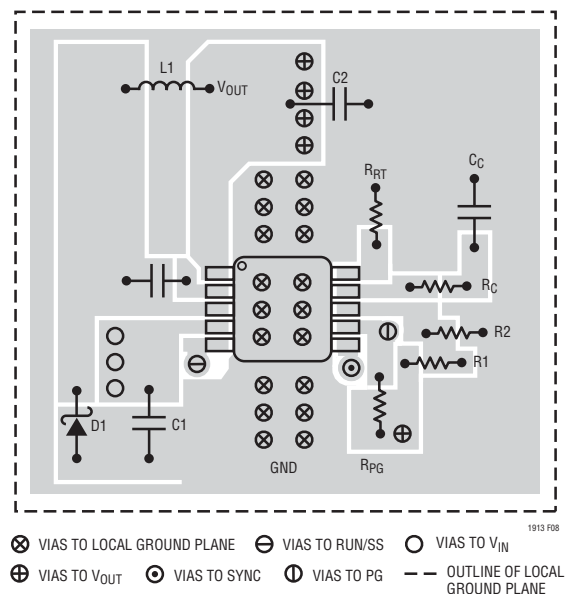 L1
VOUT
C2
RRT
CC
RC
R2
R1
D1
C1
GND
RPG
1913 F08
VIAS TO LOCAL GROUND PLANE
VIAS TO RUN/SS
VIAS TO VIN
VIAS TO VOUT
VIAS TO SYNC
VIAS TO PG
OUTLINE OF LOCAL
GROUND PLANE